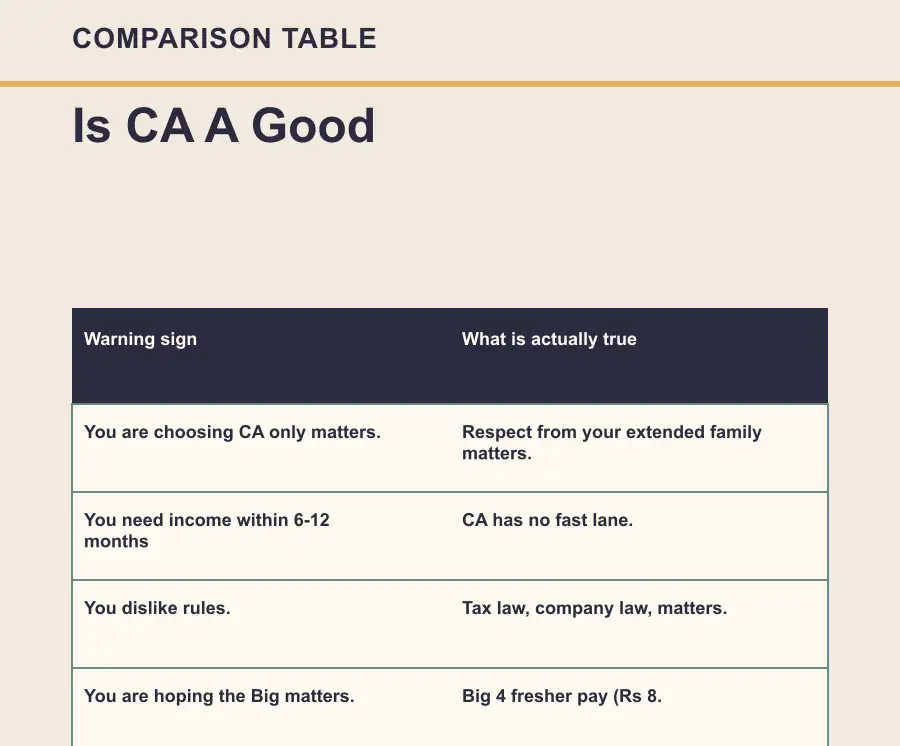 COMPARISON TABLE
Is CA A Good
Warning sign
What is actually true
You are choosing CA only matters.
Respect from your extended family
matters.
You need income within 6-12
months
CA has no fast lane.
You dislike rules.
Tax law, company law, matters.
You are hoping the Big matters.
Big 4 fresher pay (Rs 8.